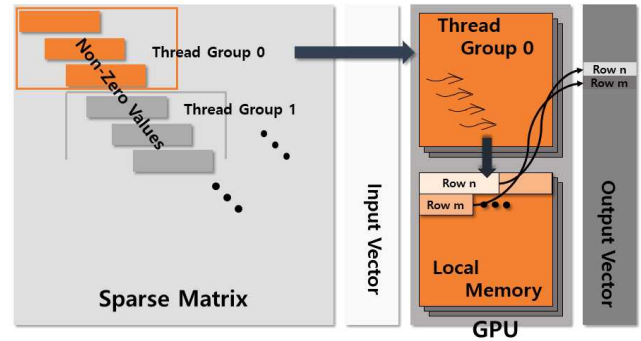 Non-Zero Values
Thread Group 0
Thread Group 1
Sparse Matrix
Input Vector
Thread
Group 0
Row n
Row m
Local
Memory
GPU
Row n
Row m
Output Vector